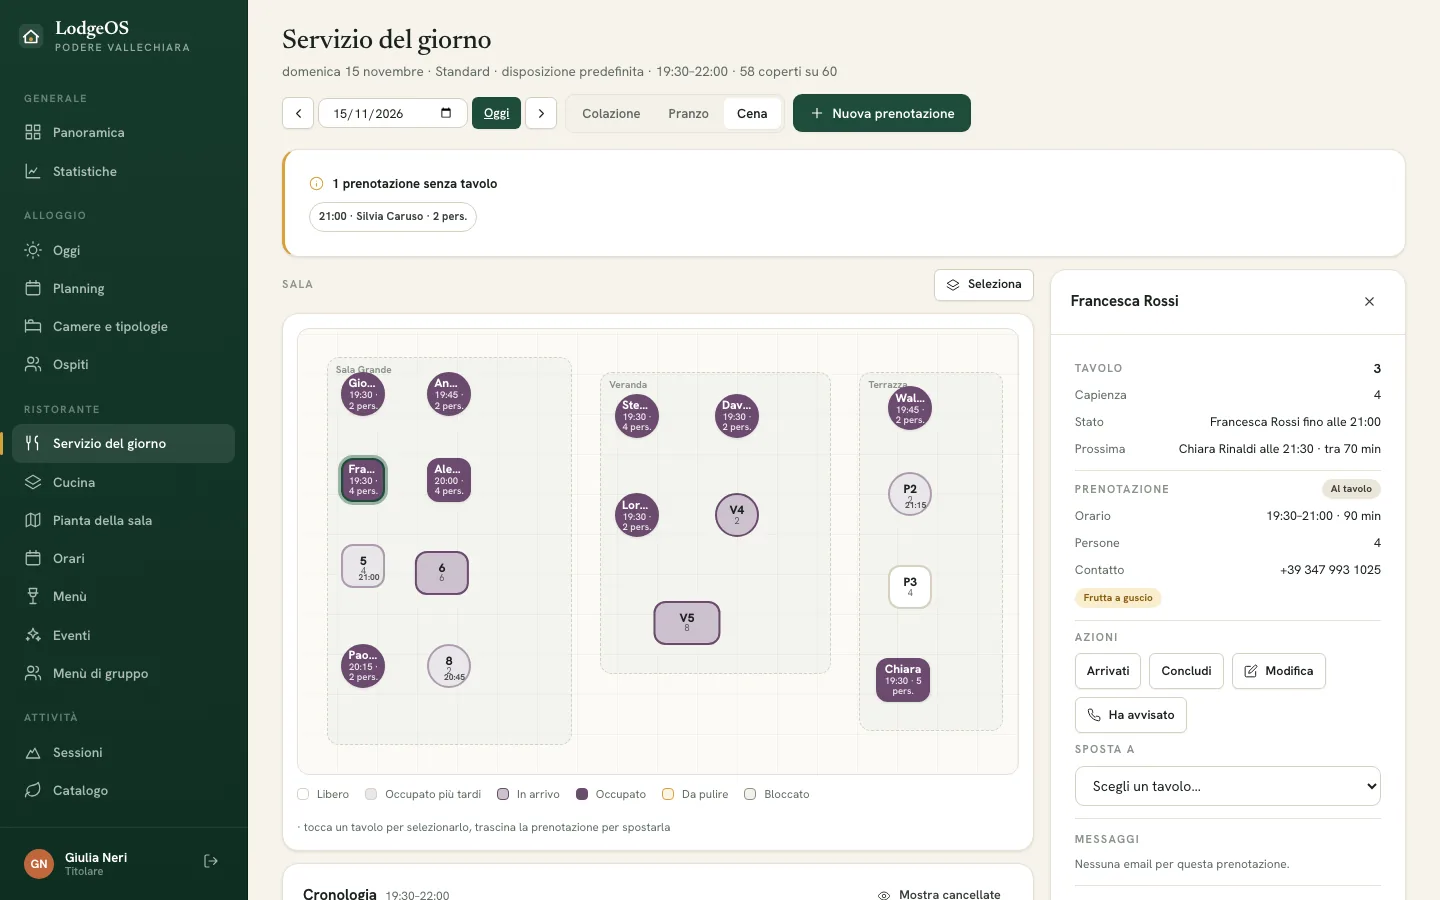 LodgeOS
PODERE VALLECHIARA
GENERALE
Panoramica
Statistiche
ALLOGGIO
Oggi
Planning
Camere e tipologie
Ospiti
RISTORANTE
Servizio del giorno
Cucina
Pianta della sala
Orari
Menù
Eventi
Menù di gruppo
ATTIVITÀ
Sessioni
Catalogo
GN
Giulia Neri
Titolare
Servizio del giorno
domenica 15 novembre · Standard · disposizione predefinita · 19:30–22:00 · 58 coperti su 60
15/11/2026
Oggi
Colazione
Pranzo
Cena
Nuova prenotazione
1 prenotazione senza tavolo
21:00 · Silvia Caruso · 2 pers.
SALA
Seleziona
Sala Grande
Gio...
19:30 ·
2 pers.
An...
19:45 ·
2 pers.
Fra...
19:30 ·
4 pers.
Ale...
20:00 ·
4 pers.
5
4
21:00
6
6
Pao...
20:15 ·
2 pers.
8
2
20:45
Veranda
Ste...
19:30 ·
4 pers.
Dav...
19:30 ·
2 pers.
Lor...
19:30 ·
2 pers.
V4
2
V5
8
Terrazza
Wal...
19:45 ·
2 pers.
P2
2
21:15
P3
4
Chiara
19:30 · 5
pers.
Libero
Occupato più tardi
In arrivo
Occupato
Da pulire
Bloccato
· tocca un tavolo per selezionarlo, trascina la prenotazione per spostarla
Cronologia 19:30–22:00
Mostra cancellate
Francesca Rossi
TAVOLO 3
Capienza 4
Stato Francesca Rossi fino alle 21:00
Prossima Chiara Rinaldi alle 21:30 · tra 70 min
PRENOTAZIONE Al tavolo
Orario 19:30–21:00 · 90 min
Persone 4
Contatto +39 347 993 1025
Frutta a guscio
AZIONI
Arrivati
Concludi
Modifica
Ha avvisato
SPOSTA A
Scegli un tavolo...
MESSAGGI
Nessuna email per questa prenotazione.